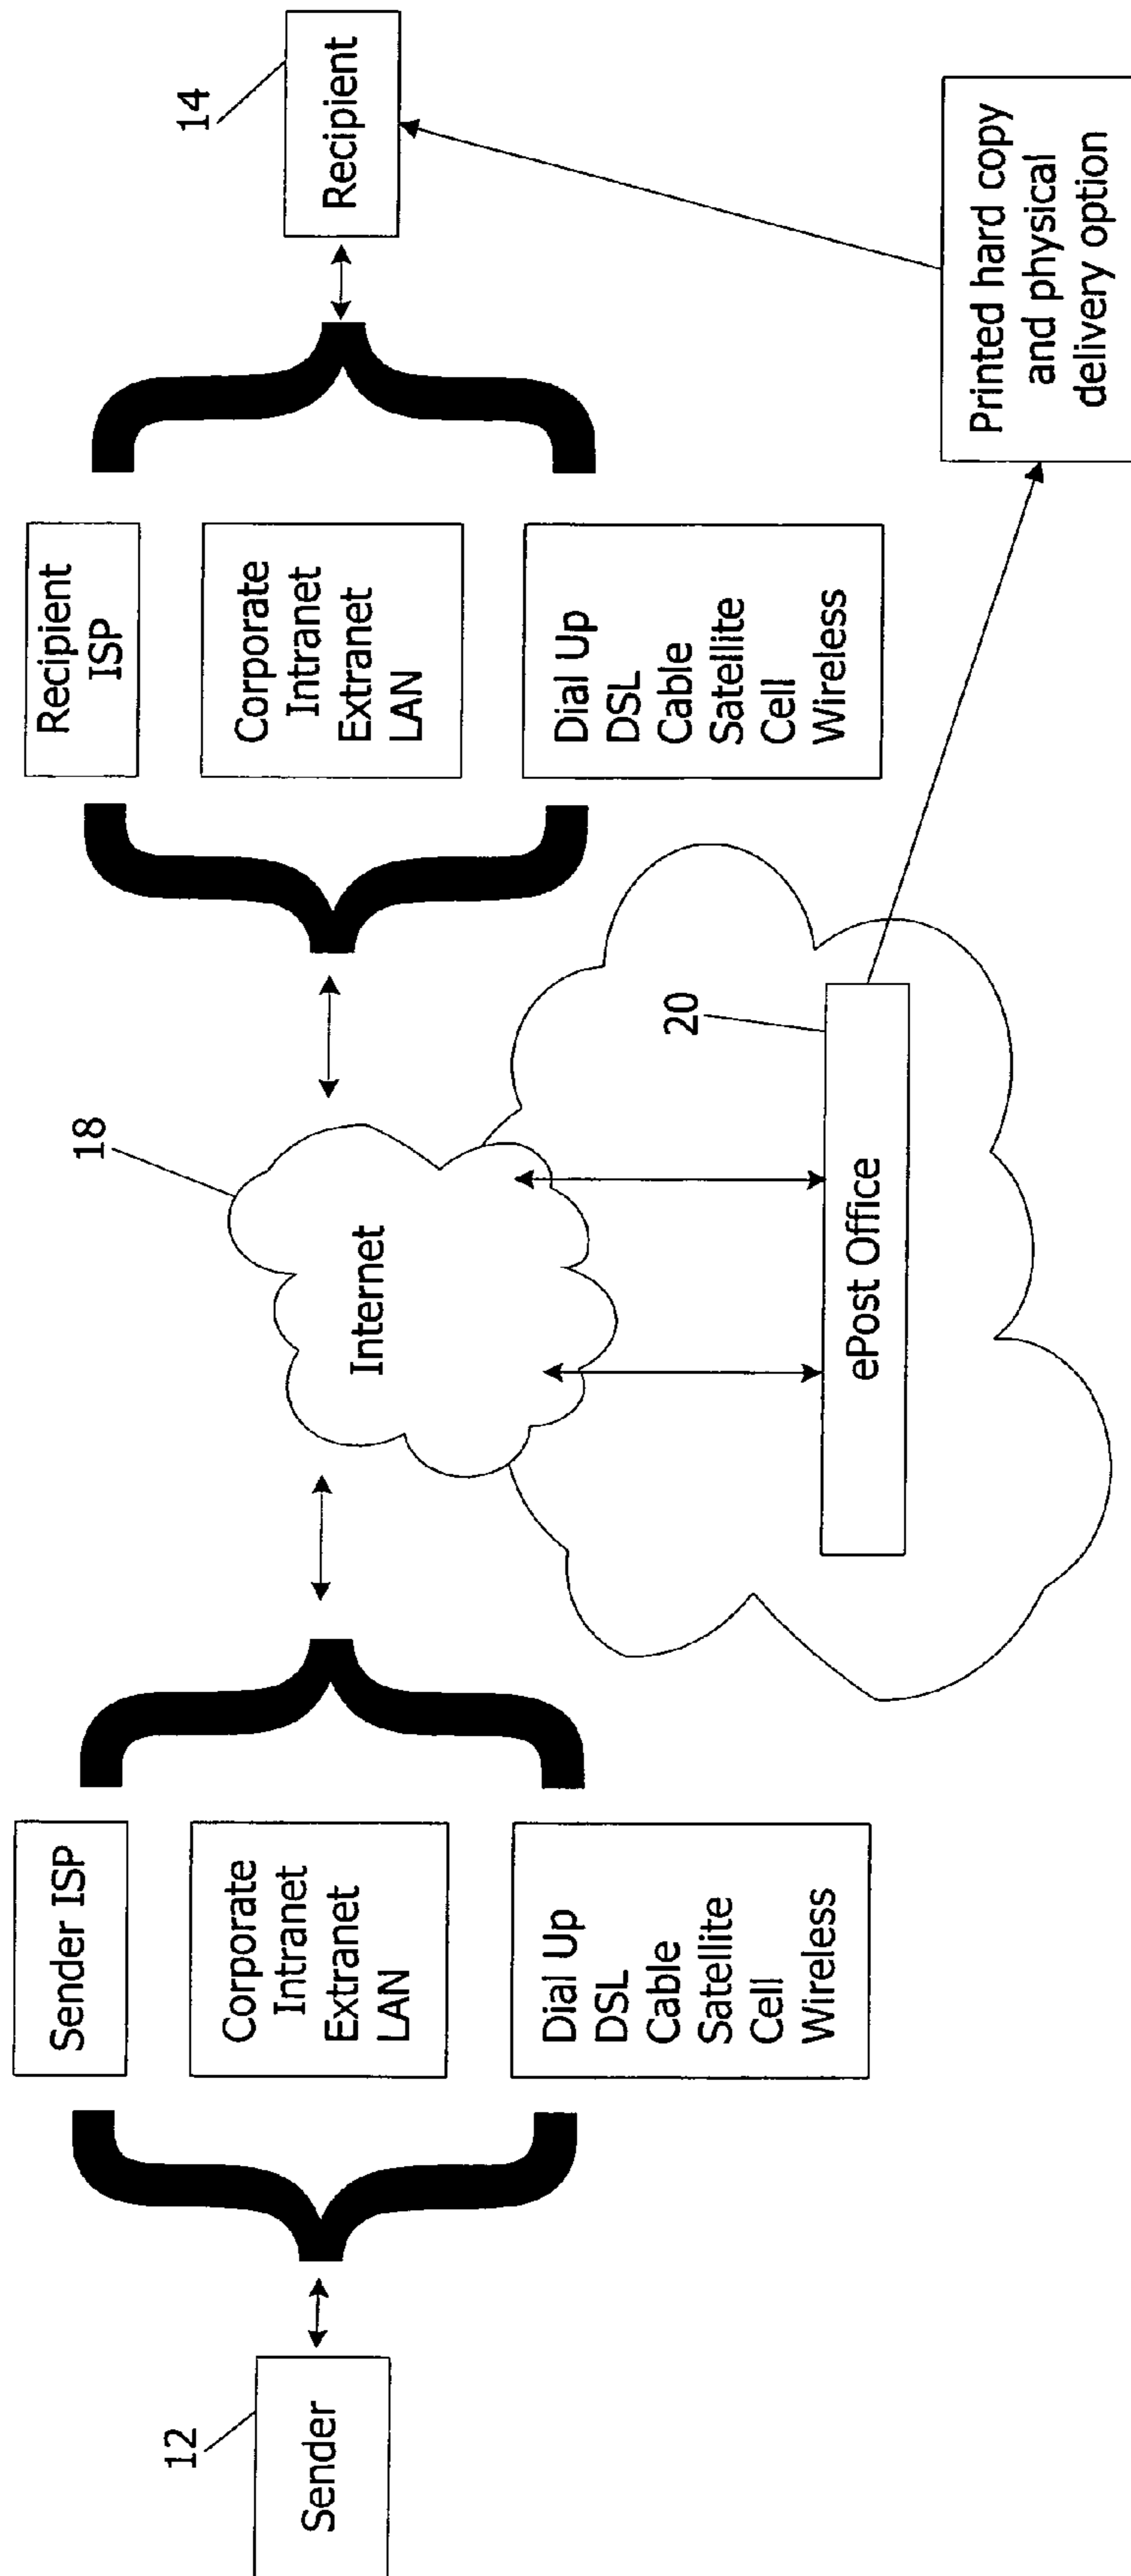 12
Sender
Sender ISP
Corporate
Intranet
Extranet
LAN
Dial Up
DSL
Cable
Satellite
Cell
Wireless
18
Internet
20
ePost Office
Recipient
ISP
Corporate
Intranet
Extranet
LAN
Dial Up
DSL
Cable
Satellite
Cell
Wireless
14
Recipient
Printed hard copy
and physical
delivery option